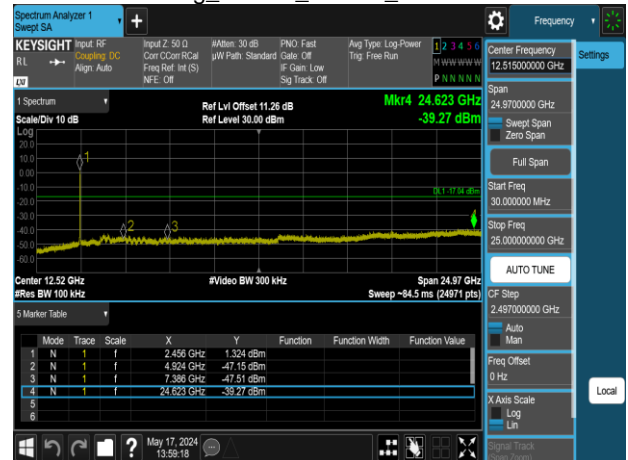 Spectrum Analyzer 1
Swept SA
Frequency
KEYSIGHT
RL
LXI
Input: RF
Coupling: DC
Align: Auto
Input Z: 50 Ω
Corr CCorr RCal
Freq Ref: Int (S)
NFE: Off
#Atten: 30 dB
µW Path: Standard
PNO: Fast
Gate: Off
IF Gain: Low
Sig Track: Off
Avg Type: Log-Power
Trig: Free Run
1 2 3 4 5 6
M W W W W W
P N N N N N
1 Spectrum
Scale/Div 10 dB
Ref Lvl Offset 11.26 dB
Ref Level 30.00 dBm
Mkr4 24.623 GHz
-39.27 dBm
Log
20.0
10.0
0.00
-10.0
-20.0
-30.0
-40.0
-50.0
-60.0
1
2
3
4
DL1 -17.94 dBm
Center 12.52 GHz
#Res BW 100 kHz
#Video BW 300 kHz
Span 24.97 GHz
Sweep ~84.5 ms (24971 pts)
5 Marker Table
Mode Trace Scale X Y Function Function Width Function Value
1 N 1 f 2.456 GHz 1.324 dBm
2 N 1 f 4.924 GHz -47.15 dBm
3 N 1 f 7.386 GHz -47.51 dBm
4 N 1 f 24.623 GHz -39.27 dBm
5
6
May 17, 2024
13:59:18
Center Frequency
12.515000000 GHz
Settings
Span
24.9700000 GHz
Swept Span
Zero Span
Full Span
Start Freq
30.000000 MHz
Stop Freq
25.000000000 GHz
AUTO TUNE
CF Step
2.497000000 GHz
Auto
Man
Freq Offset
0 Hz
X Axis Scale
Log
Lin
Local
Signal Track
(Span Zoom)